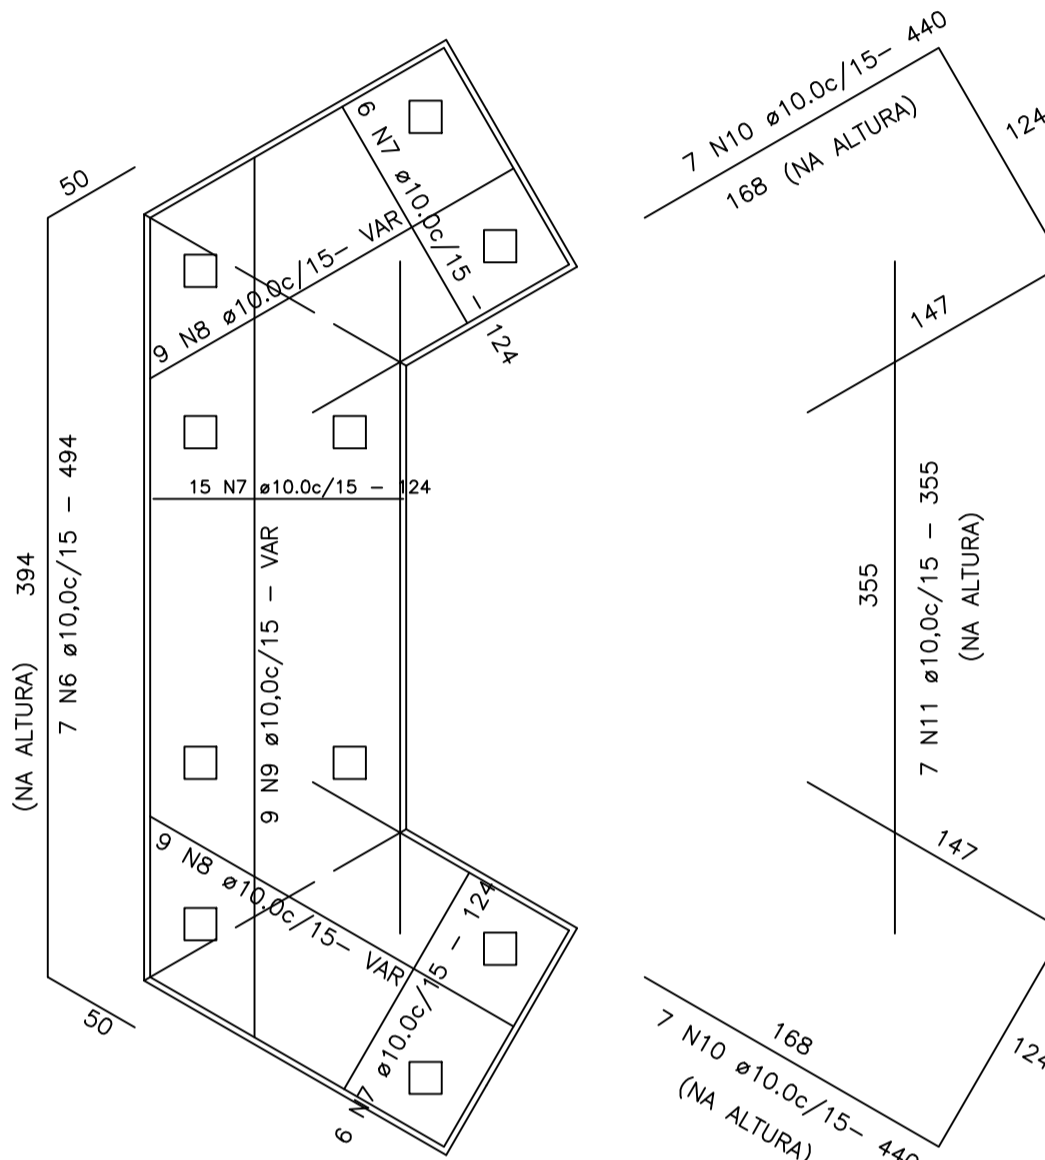 50
394
(NA ALTURA)
7 N6 ø10,0c/15 - 494
50
6 N7 ø10.0c/15 - 124
9 N8 ø10.0c/15- VAR
15 N7 ø10.0c/15 - 124
9 N9 ø10,0c/15 - VAR
9 N8 ø10.0c/15- VAR
6 N7 ø10.0c/15 - 124
7 N10 ø10.0c/15- 440
168 (NA ALTURA)
124
147
355
7 N11 ø10,0c/15 - 355
(NA ALTURA)
147
168
7 N10 ø10.0c/15- 440
(NA ALTURA)
124